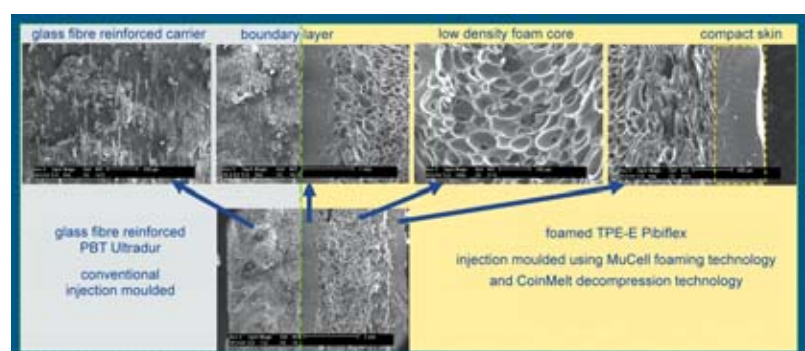 glass fibre reinforced carrier
boundary layer
low density foam core
compact skin
glass fibre reinforced
PBT Ultradur
conventional
injection moulded
foamed TPE-E Pibiflex
injection moulded using MuCell foaming technology
and CoinMelt decompression technology